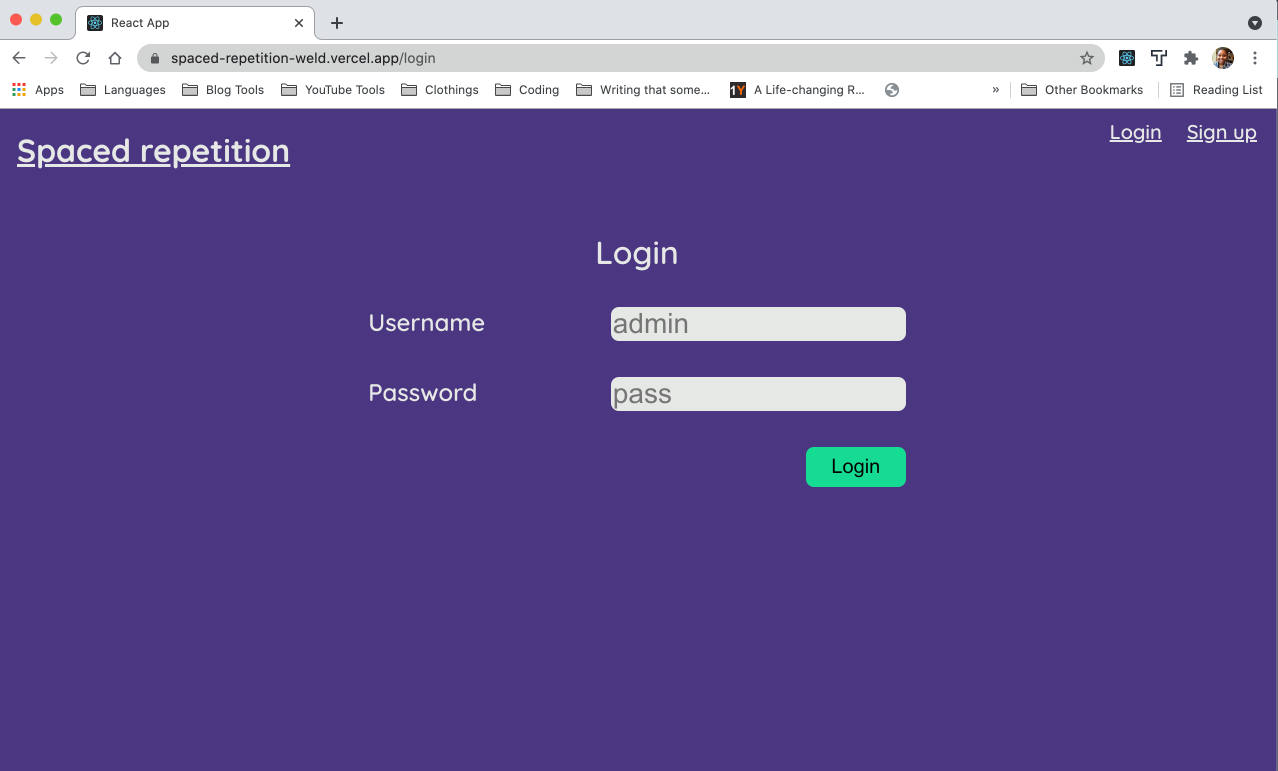 React App
spaced-repetition-weld.vercel.app/login
Apps Languages Blog Tools YouTube Tools Clothings Coding Writing that some... 1Y A Life-changing R... » Other Bookmarks Reading List
Spaced repetition
Login Sign up
Login
Username admin
Password pass
Login